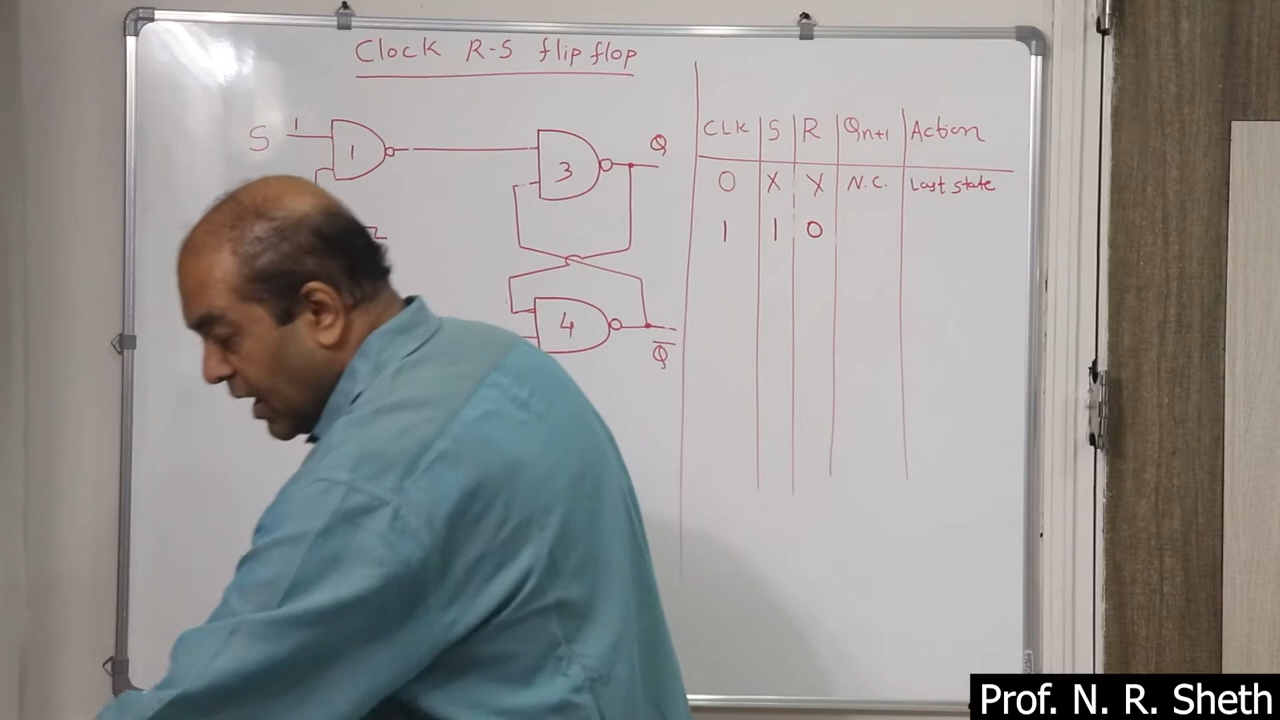 Clock R-S flip flop
S 1
1
3
Q
4
Q̅
CLK S R Qn+1 Action
0 X X N.C. Last state
1 1 0
Prof. N. R. Sheth